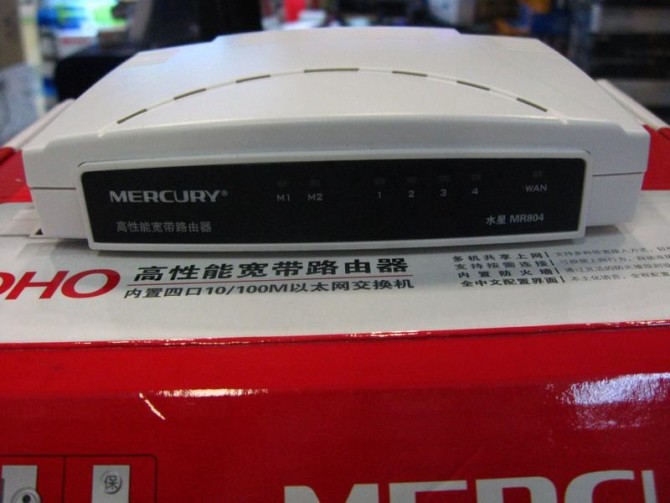 MERCURY®
M1 M2 1 2 3 4 WAN
高性能宽带路由器
水星 MR804
OHO 高性能宽带路由器
内置四口10/100M以太网交换机
多机共享上网
支持按需连接
内置防火墙
全中文配置界面
保
MERCU